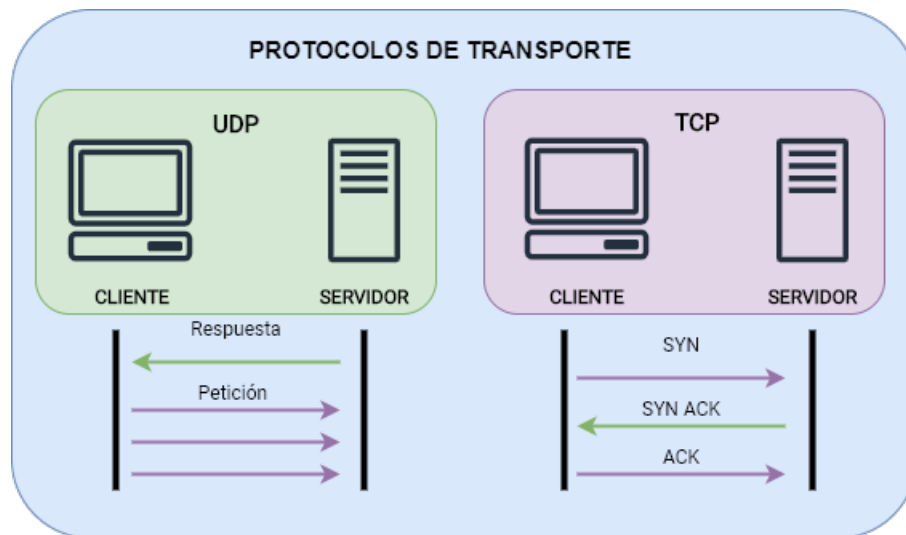 PROTOCOLOS DE TRANSPORTE
UDP
CLIENTE
SERVIDOR
Respuesta
Petición
TCP
CLIENTE
SERVIDOR
SYN
SYN ACK
ACK